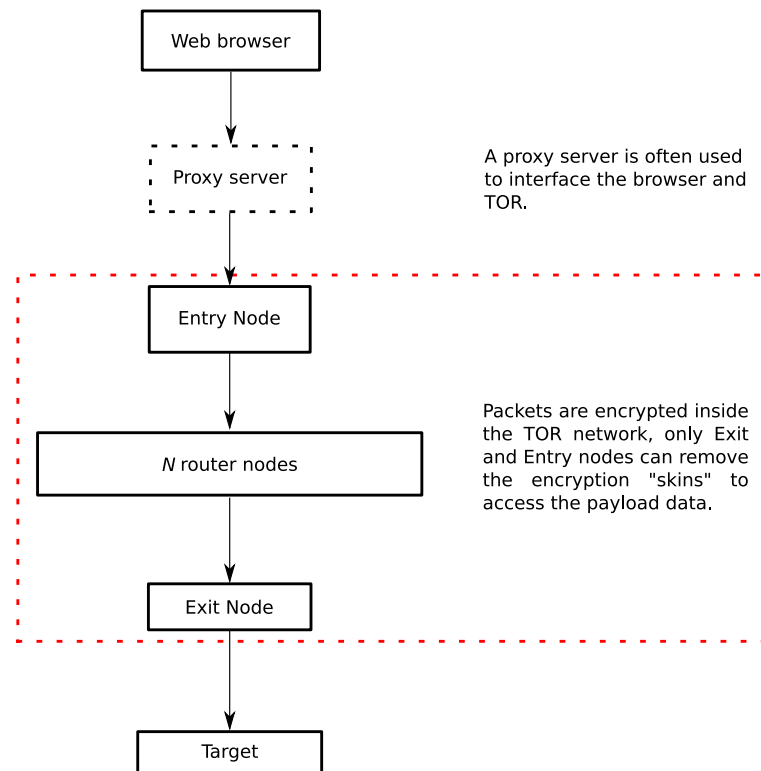 Web browser
Proxy server
A proxy server is often used
to interface the browser and
TOR.
Entry Node
N router nodes
Packets are encrypted inside
the TOR network, only Exit
and Entry nodes can remove
the encryption "skins" to
access the payload data.
Exit Node
Target